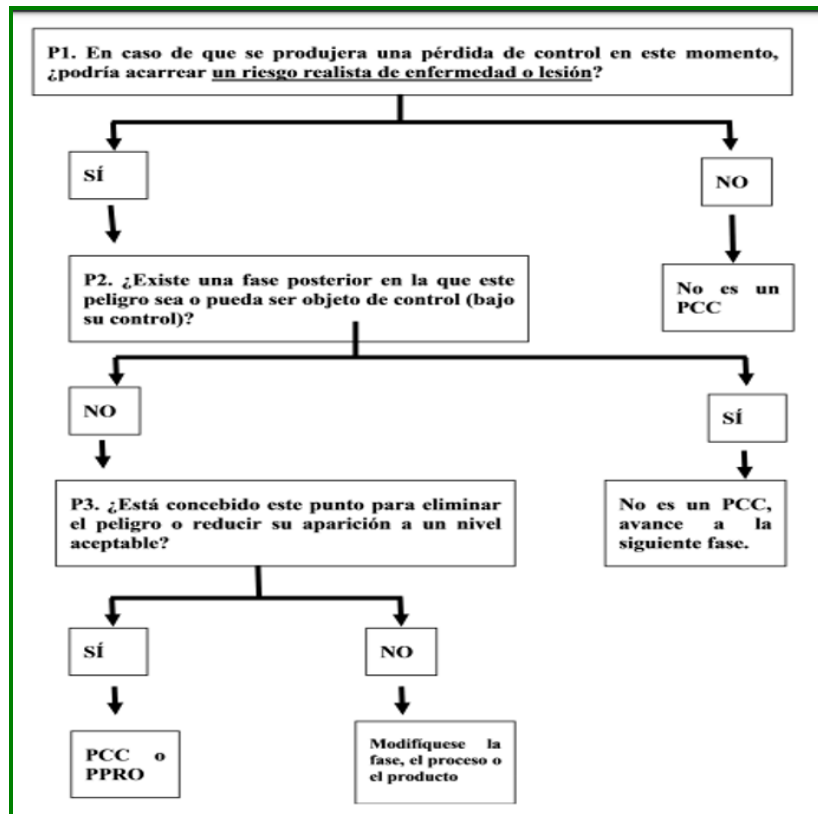 P1. En caso de que se produjera una pérdida de control en este momento,
¿podría acarrear un riesgo realista de enfermedad o lesión?
SÍ
NO
P2. ¿Existe una fase posterior en la que este
peligro sea o pueda ser objeto de control (bajo
su control)?
No es un
PCC
NO
SÍ
P3. ¿Está concebido este punto para eliminar
el peligro o reducir su aparición a un nivel
aceptable?
No es un PCC,
avance a la
siguiente fase.
SÍ
NO
PCC o
PPRO
Modifíquese la
fase, el proceso o
el producto